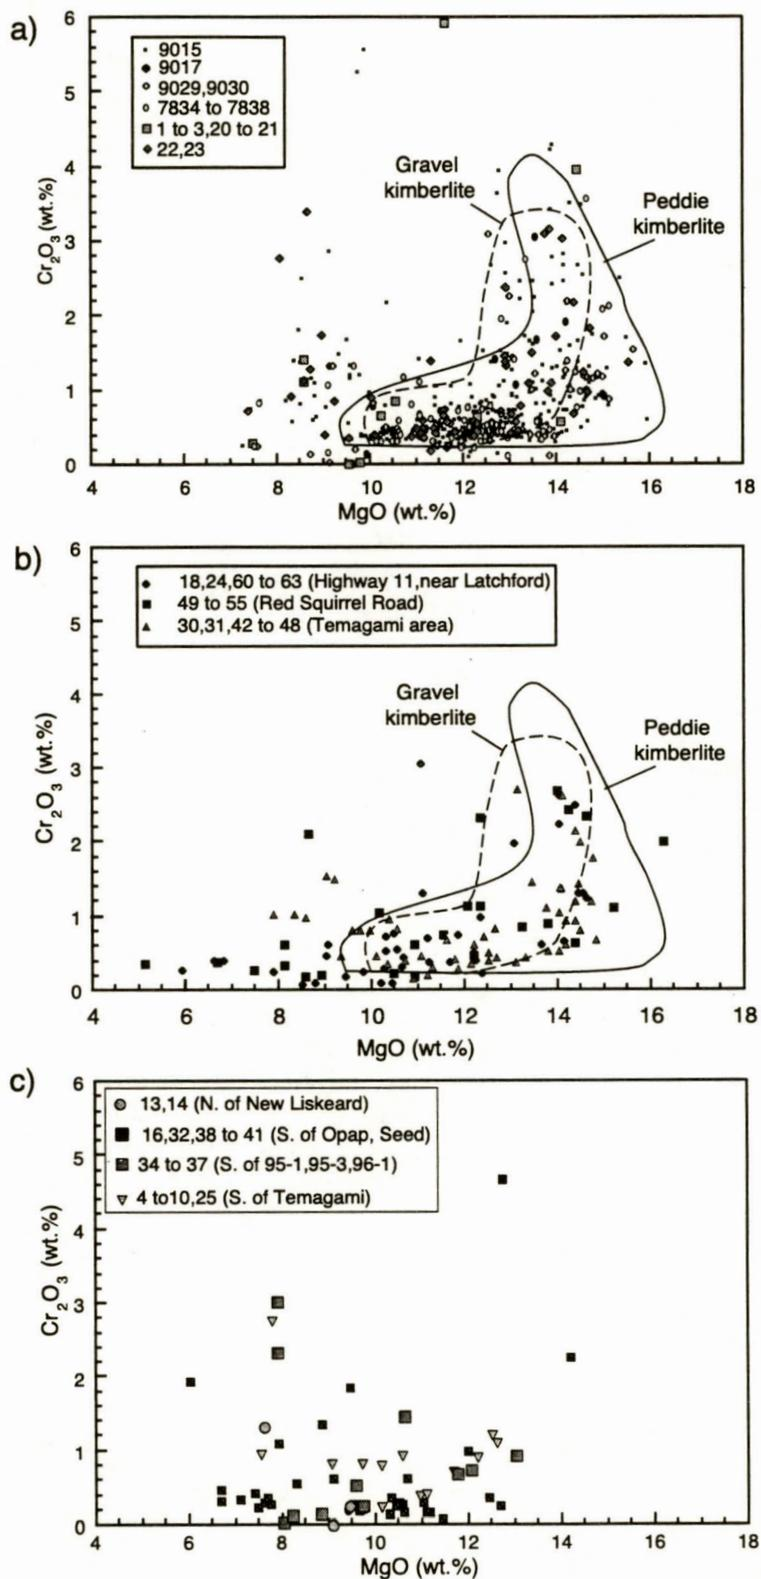 a)
6
5
4
3
2
1
0
Cr2O3 (wt.%)
9015
9017
9029,9030
7834 to 7838
1 to 3,20 to 21
22,23
Gravel
kimberlite
Peddie
kimberlite
4 6 8 10 12 14 16 18
MgO (wt.%)
b)
6
5
4
3
2
1
0
Cr2O3 (wt.%)
18,24,60 to 63 (Highway 11,near Latchford)
49 to 55 (Red Squirrel Road)
30,31,42 to 48 (Temagami area)
Gravel
kimberlite
Peddie
kimberlite
4 6 8 10 12 14 16 18
MgO (wt.%)
c)
6
5
4
3
2
1
0
Cr2O3 (wt.%)
13,14 (N. of New Liskeard)
16,32,38 to 41 (S. of Opap, Seed)
34 to 37 (S. of 95-1,95-3,96-1)
4 to10,25 (S. of Temagami)
4 6 8 10 12 14 16 18
MgO (wt.%)